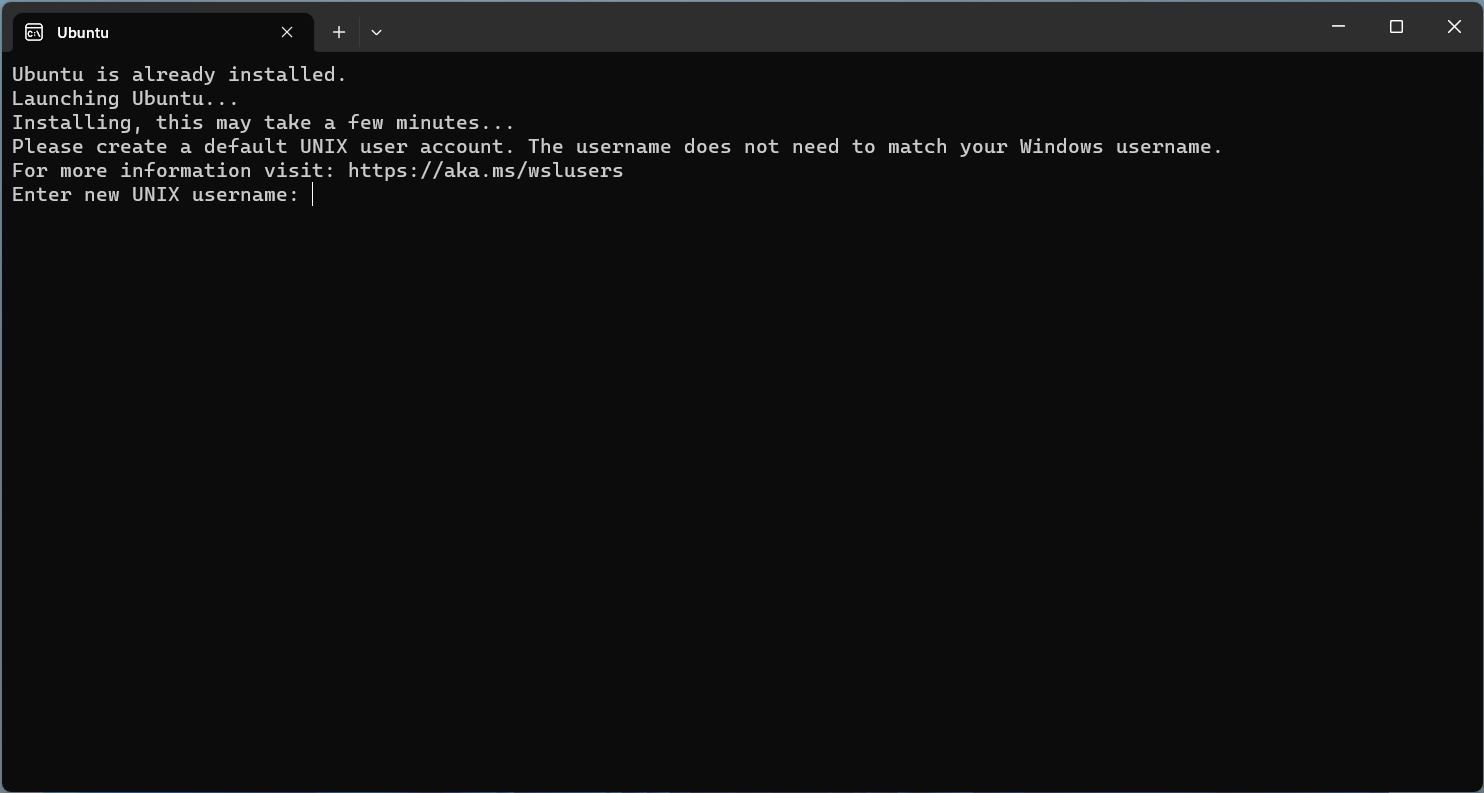 Ubuntu
Ubuntu is already installed.
Launching Ubuntu...
Installing, this may take a few minutes...
Please create a default UNIX user account. The username does not need to match your Windows username.
For more information visit: https://aka.ms/wslusers
Enter new UNIX username: